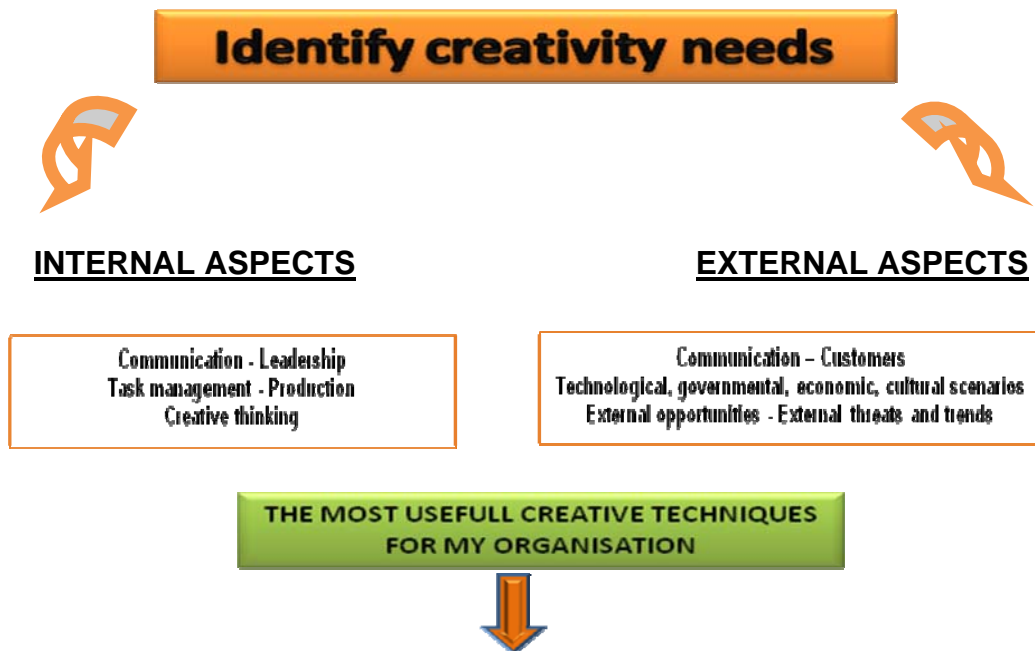 Identify creativity needs
INTERNAL ASPECTS
EXTERNAL ASPECTS
Communication - Leadership
Task management - Production
Creative thinking
Communication – Customers
Technological, governmental, economic, cultural scenarios
External opportunities - External threats and trends
THE MOST USEFULL CREATIVE TECHNIQUES
FOR MY ORGANISATION